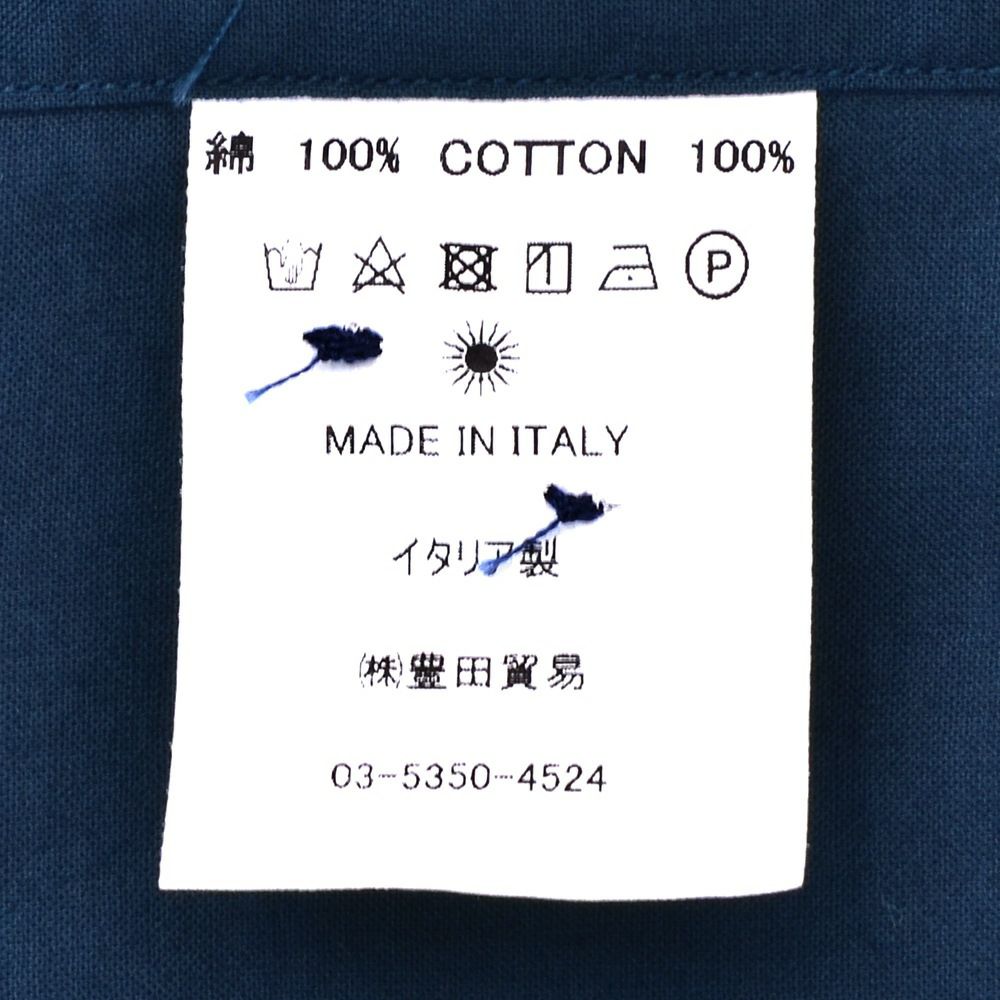 綿 100% COTTON 100%
P
MADE IN ITALY
イタリア製
㈱豊田貿易
03-5350-4524